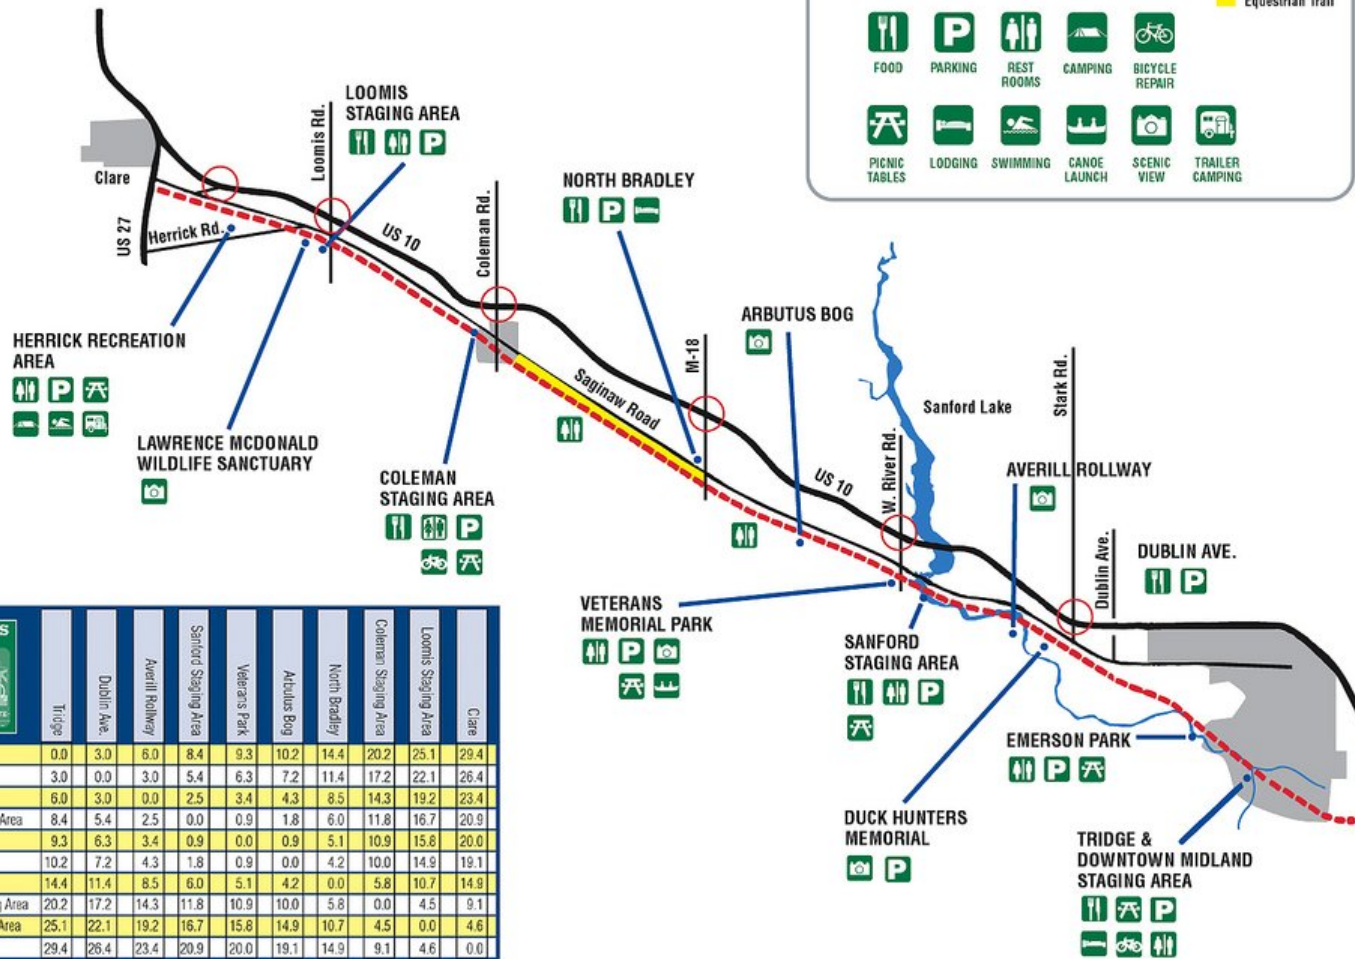 Equestrian Trail
FOOD
PARKING
REST
ROOMS
CAMPING
BICYCLE
REPAIR
PICNIC
TABLES
LODGING
SWIMMING
CANOE
LAUNCH
SCENIC
VIEW
TRAILER
CAMPING
LOOMIS
STAGING AREA
P
Loomis Rd.
Clare
US 27
Herrick Rd.
US 10
Coleman Rd.
NORTH BRADLEY
P
HERRICK RECREATION
AREA
P
LAWRENCE MCDONALD
WILDLIFE SANCTUARY
COLEMAN
STAGING AREA
P
Saginaw Road
M-18
ARBUTUS BOG
US 10
W. River Rd.
Sanford Lake
Stark Rd.
AVERILL ROLLWAY
Dublin Ave.
DUBLIN AVE.
P
VETERANS
MEMORIAL PARK
P
SANFORD
STAGING AREA
P
EMERSON PARK
P
DUCK HUNTERS
MEMORIAL
P
TRIDGE &
DOWNTOWN MIDLAND
STAGING AREA
P
S
Tridge Dublin Ave. Averill Rollway Sanford Staging Area Veterans Park Arbutus Bog North Bradley Coleman Staging Area Loomis Staging Area Clare
0.0 3.0 6.0 8.4 9.3 10.2 14.4 20.2 25.1 29.4
3.0 0.0 3.0 5.4 6.3 7.2 11.4 17.2 22.1 26.4
6.0 3.0 0.0 2.5 3.4 4.3 8.5 14.3 19.2 23.4
Area 8.4 5.4 2.5 0.0 0.9 1.8 6.0 11.8 16.7 20.9
9.3 6.3 3.4 0.9 0.0 0.9 5.1 10.9 15.8 20.0
10.2 7.2 4.3 1.8 0.9 0.0 4.2 10.0 14.9 19.1
14.4 11.4 8.5 6.0 5.1 4.2 0.0 5.8 10.7 14.9
g Area 20.2 17.2 14.3 11.8 10.9 10.0 5.8 0.0 4.5 9.1
Area 25.1 22.1 19.2 16.7 15.8 14.9 10.7 4.5 0.0 4.6
29.4 26.4 23.4 20.9 20.0 19.1 14.9 9.1 4.6 0.0